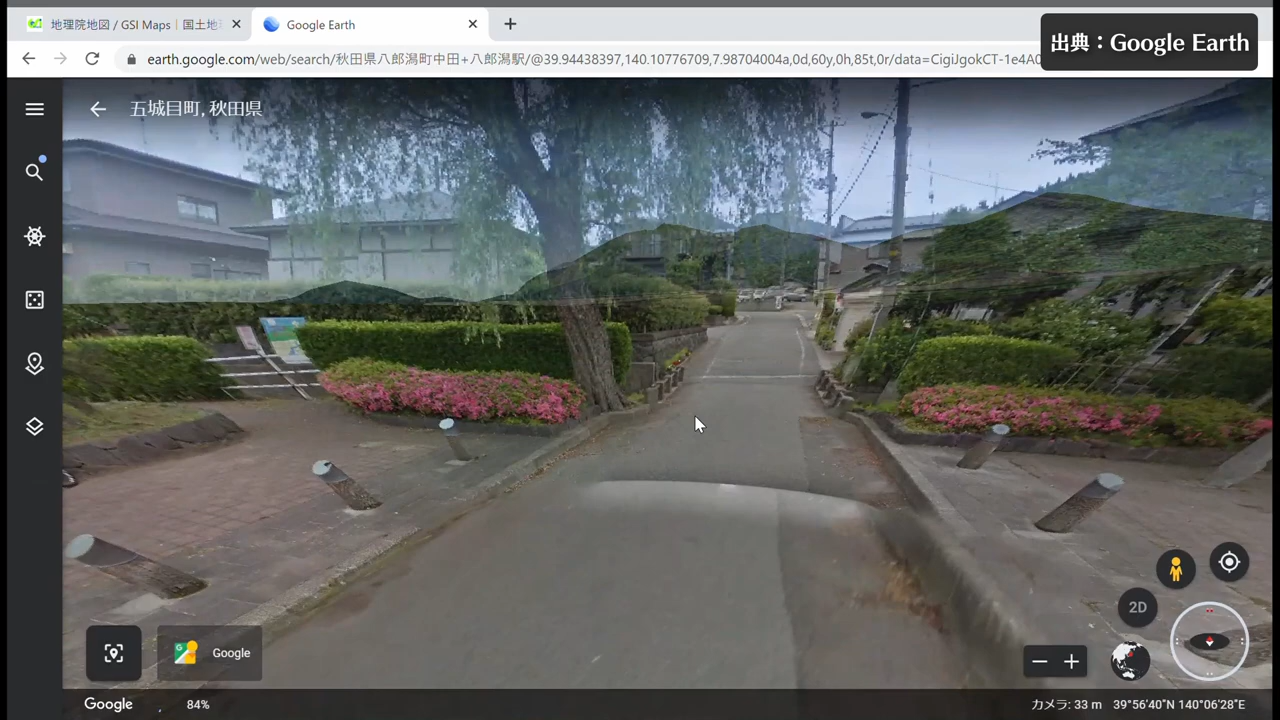 地理院地図 / GSI Maps｜国土地
Google Earth
出典：Google Earth
earth.google.com/web/search/秋田県八郎潟町中田+八郎潟駅/@39.94438397,140.10776709,7.98704004a,0d,60y,0h,85t,0r/data=CigiJgokCT-1e4A0
五城目町, 秋田県
2D
Google
Google
84%
カメラ: 33 m 39°56'40"N 140°06'28"E